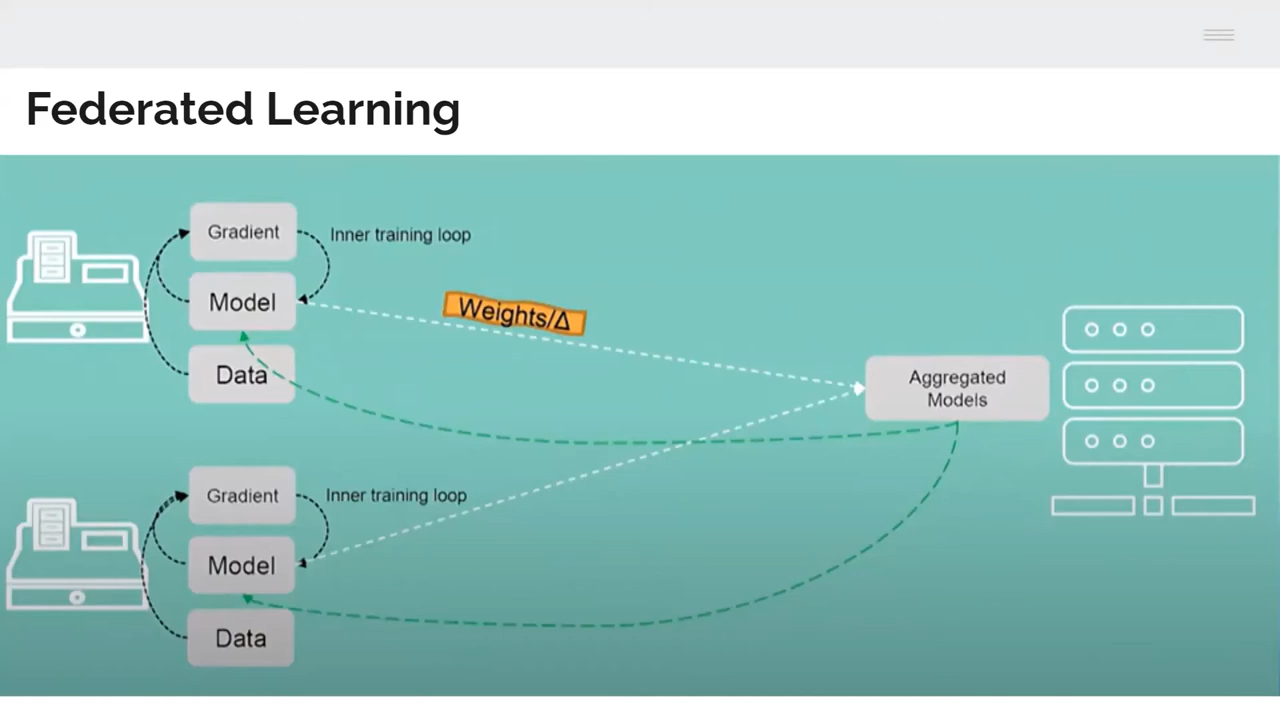 Federated Learning
Gradient
Inner training loop
Model
Weights/Δ
Data
Aggregated
Models
Gradient
Inner training loop
Model
Data